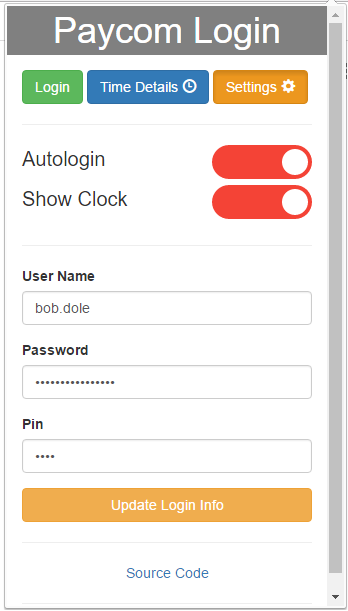 Paycom Login
Login Time Details Settings
Autologin
Show Clock
User Name
bob.dole
Password
••••••••••••••••
Pin
••••
Update Login Info
Source Code